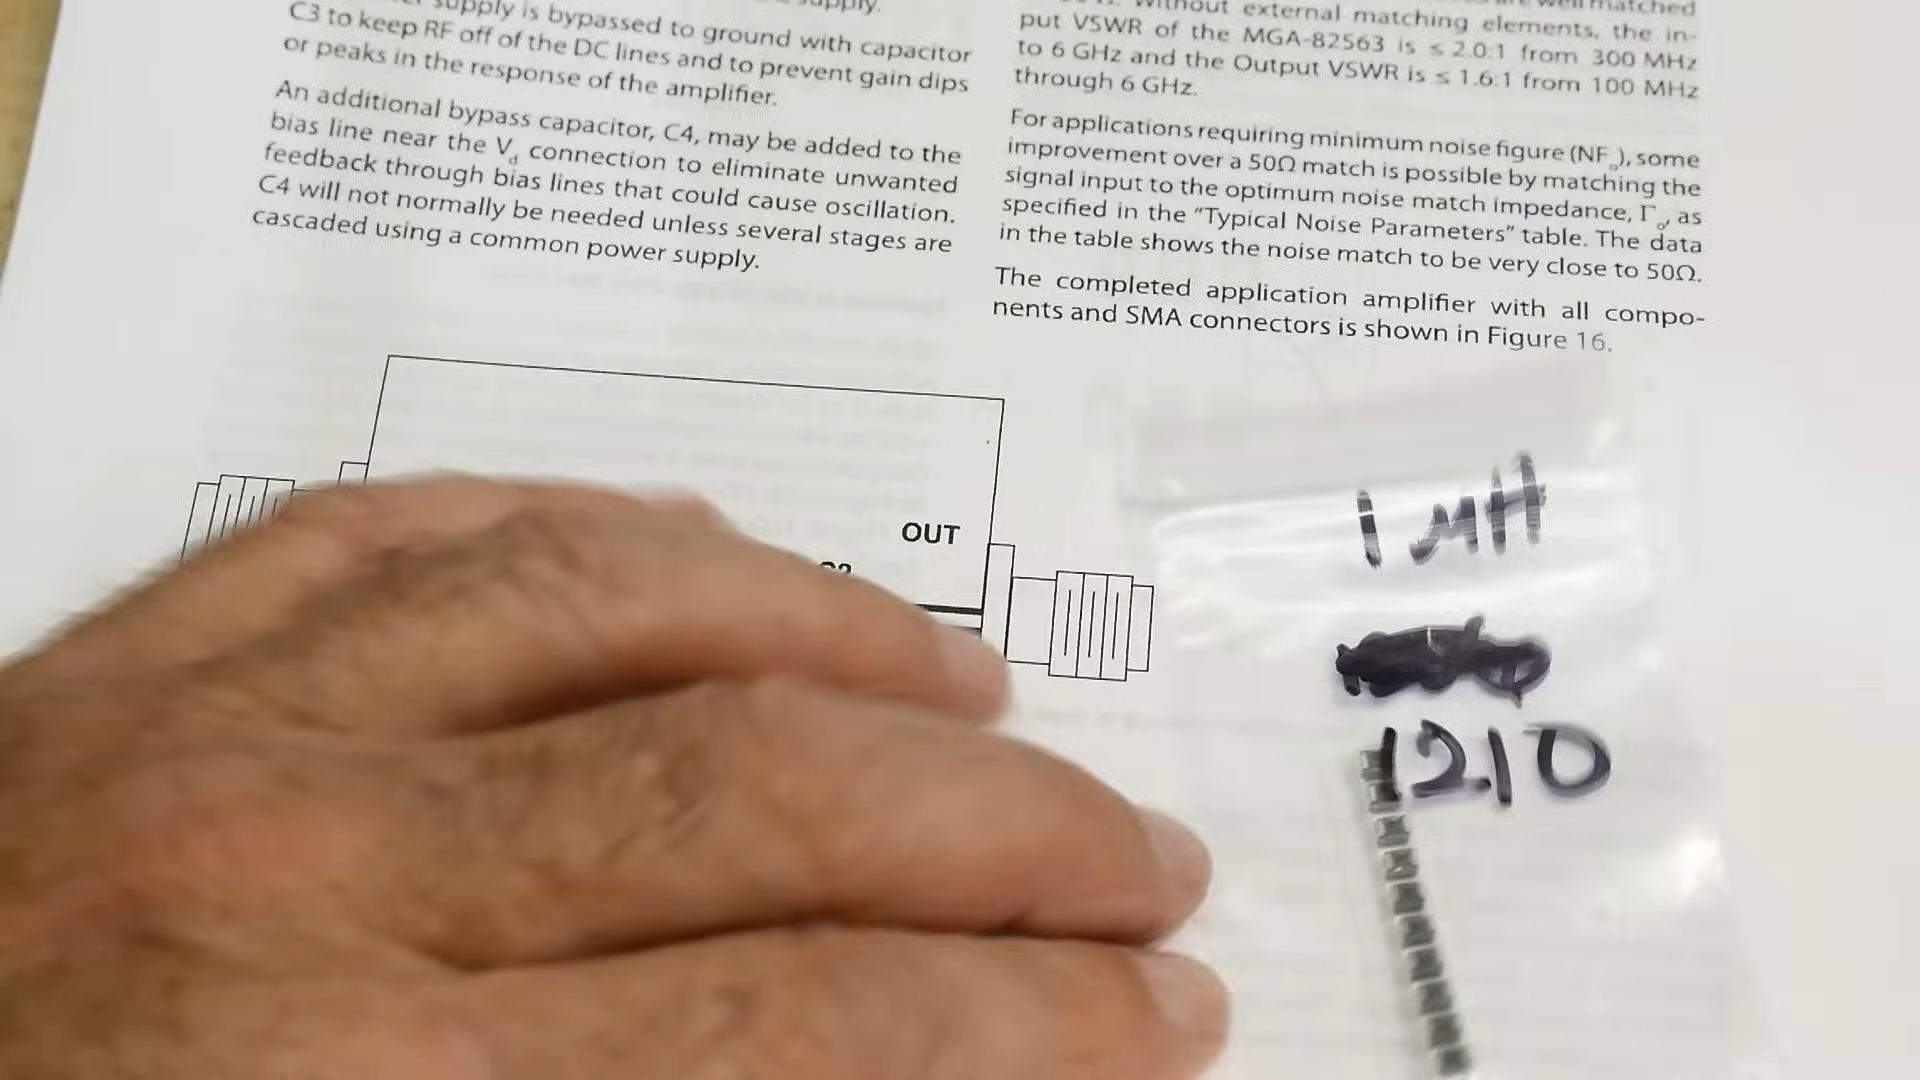 supply is bypassed to ground with capacitor
C3 to keep RF off of the DC lines and to prevent gain dips
or peaks in the response of the amplifier.
An additional bypass capacitor, C4, may be added to the
bias line near the Vd connection to eliminate unwanted
feedback through bias lines that could cause oscillation.
C4 will not normally be needed unless several stages are
cascaded using a common power supply.
matched
without external matching elements, the in-
put VSWR of the MGA-82563 is ≤ 2.0:1 from 300 MHz
to 6 GHz and the Output VSWR is ≤ 1.6:1 from 100 MHz
through 6 GHz.
For applications requiring minimum noise figure (NFo), some
improvement over a 50Ω match is possible by matching the
signal input to the optimum noise match impedance, Γo, as
specified in the “Typical Noise Parameters” table. The data
in the table shows the noise match to be very close to 50Ω.
The completed application amplifier with all compo-
nents and SMA connectors is shown in Figure 16.
OUT
1 μH
1210